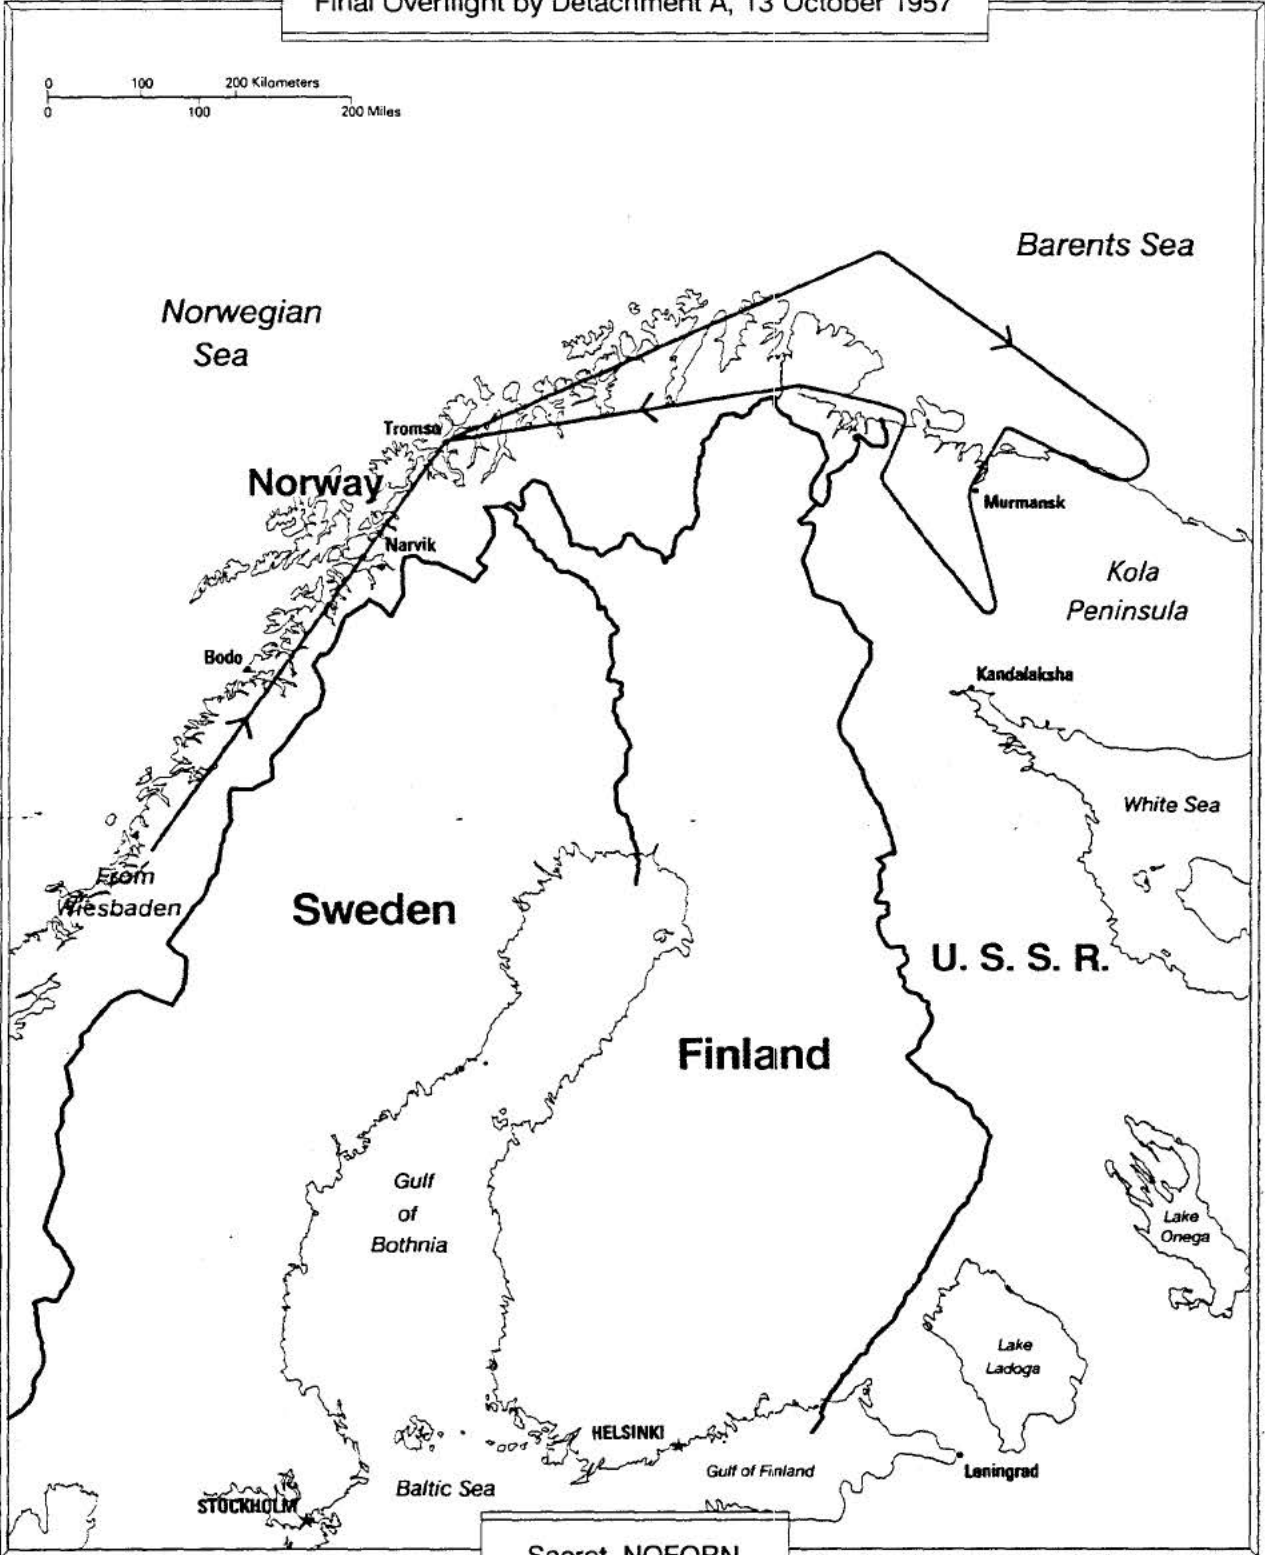 Final Overflight by Detachment A, 13 October 1957
0 100 200 Kilometers
0 100 200 Miles
Barents Sea
Norwegian
Sea
Tromso
Norway
Murmansk
Narvik
Kola
Peninsula
Bodo
Kandalaksha
White Sea
From
Wiesbaden
Sweden
U. S. S. R.
Finland
Gulf
of
Bothnia
Lake
Onega
Lake
Ladoga
HELSINKI
Gulf of Finland
Leningrad
Baltic Sea
STOCKHOLM
Secret NOFORN